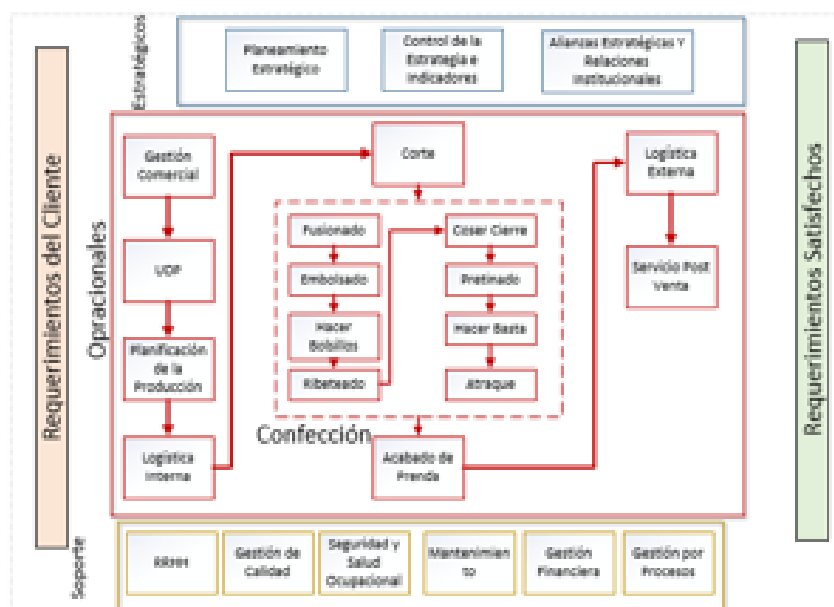 Requerimientos del Cliente
Estratégicos
Planeamiento
Estratégico
Control de la
Estrategia e
Indicadores
Alianzas Estratégicas Y
Relaciones
Institucionales
Opracionales
Gestión
Comercial
UDP
Planificación
de la
Producción
Logística
Interna
Corte
Fusionado
Embolsado
Hacer
Bolsillos
Ribeteado
Coser Cierre
Pretinado
Hacer Basta
Atraque
Confección
Acabado de
Prenda
Logística
Externa
Servicio Post
Venta
Soporte
RRHH
Gestión de
Calidad
Seguridad y
Salud
Ocupacional
Mantenimien
to
Gestión
Financiera
Gestión por
Procesos
Requerimientos Satisfechos